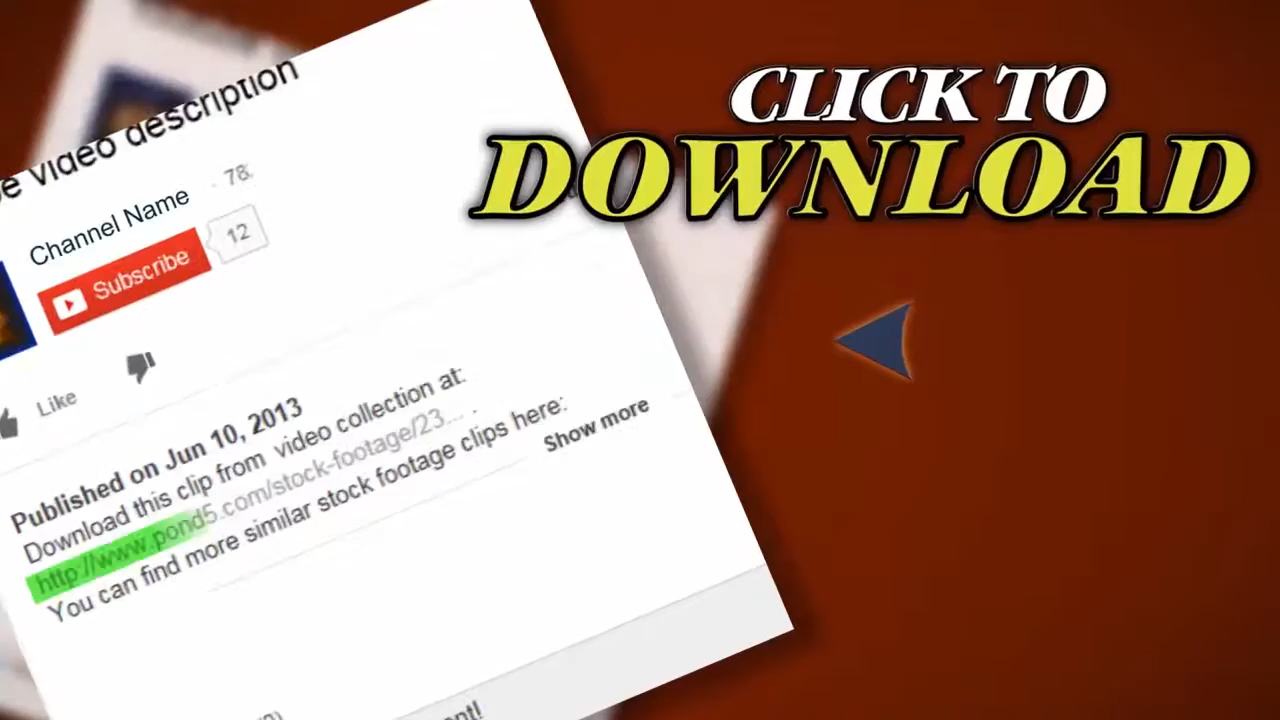 CLICK TO
DOWNLOAD
e video description
Channel Name
78
Subscribe
12
Like
Published on Jun 10, 2013
Download this clip from video collection at:
http://www.pond5.com/stock-footage/23...
You can find more similar stock footage clips here:
Show more